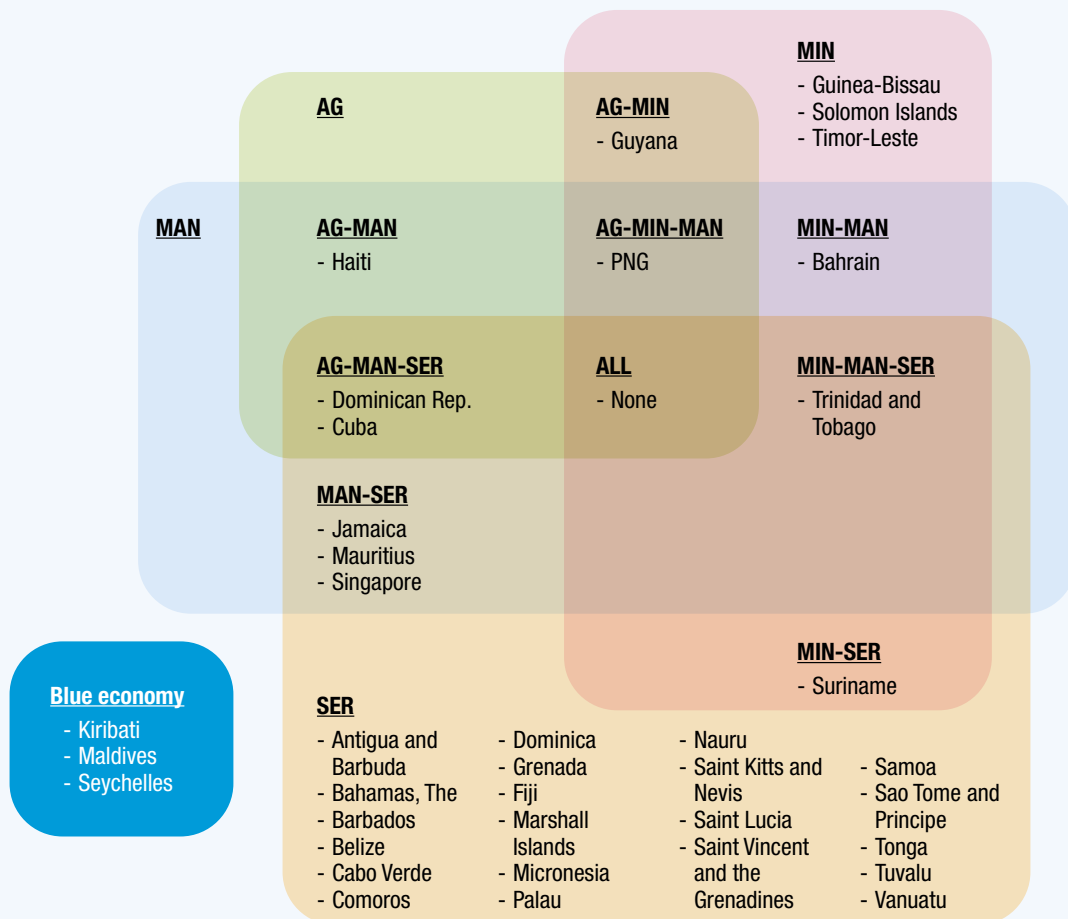 MIN
- Guinea-Bissau
- Solomon Islands
- Timor-Leste
AG
AG-MIN
- Guyana
MAN
AG-MAN
- Haiti
AG-MIN-MAN
- PNG
MIN-MAN
- Bahrain
AG-MAN-SER
- Dominican Rep.
- Cuba
ALL
- None
MIN-MAN-SER
- Trinidad and
Tobago
MAN-SER
- Jamaica
- Mauritius
- Singapore
MIN-SER
- Suriname
Blue economy
- Kiribati
- Maldives
- Seychelles
SER
- Antigua and
Barbuda
- Bahamas, The
- Barbados
- Belize
- Cabo Verde
- Comoros
- Dominica
- Grenada
- Fiji
- Marshall
Islands
- Micronesia
- Palau
- Nauru
- Saint Kitts and
Nevis
- Saint Lucia
- Saint Vincent
and the
Grenadines
- Samoa
- Sao Tome and
Principe
- Tonga
- Tuvalu
- Vanuatu